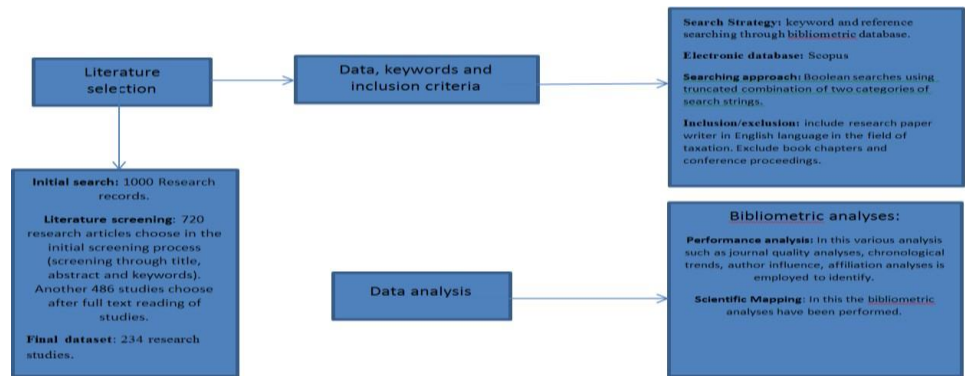 Literature
selection
Data, keywords and
inclusion criteria
Search Strategy: keyword and reference
searching through bibliometric database.
Electronic database: Scopus
Searching approach: Boolean searches using
truncated combination of two categories of
search strings.
Inclusion/exclusion: include research paper
writer in English language in the field of
taxation. Exclude book chapters and
conference proceedings.
Initial search: 1000 Research
records.
Literature screening: 720
research articles choose in the
initial screening process
(screening through title,
abstract and keywords).
Another 486 studies choose
after full text reading of
studies.
Final dataset: 234 research
studies.
Data analysis
Bibliometric analyses:
Performance analysis: In this various analysis
such as journal quality analyses, chronological
trends, author influence, affiliation analyses is
employed to identify.
Scientific Mapping: In this the bibliometric
analyses have been performed.